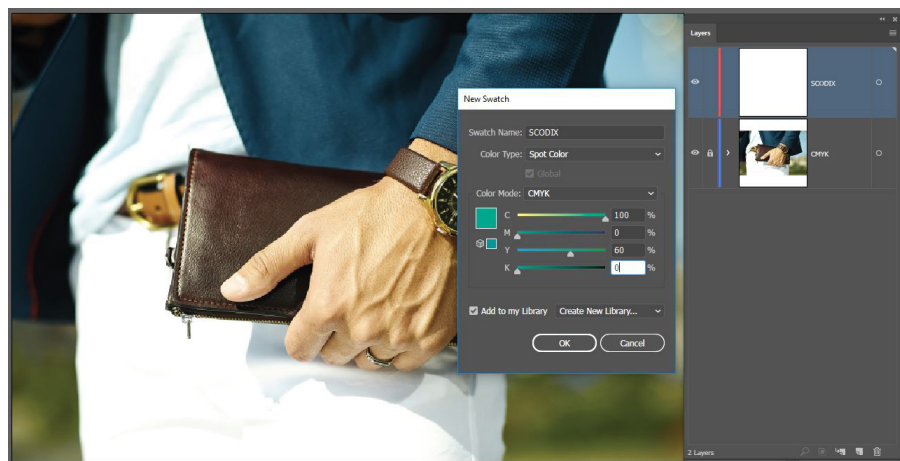 Layers
SCODIX
CMYK
New Swatch
Swatch Name: SCODIX
Color Type: Spot Color
Global
Color Mode: CMYK
C 100 %
M 0 %
Y 60 %
K 0 %
Add to my Library Create New Library...
OK Cancel
2 Layers